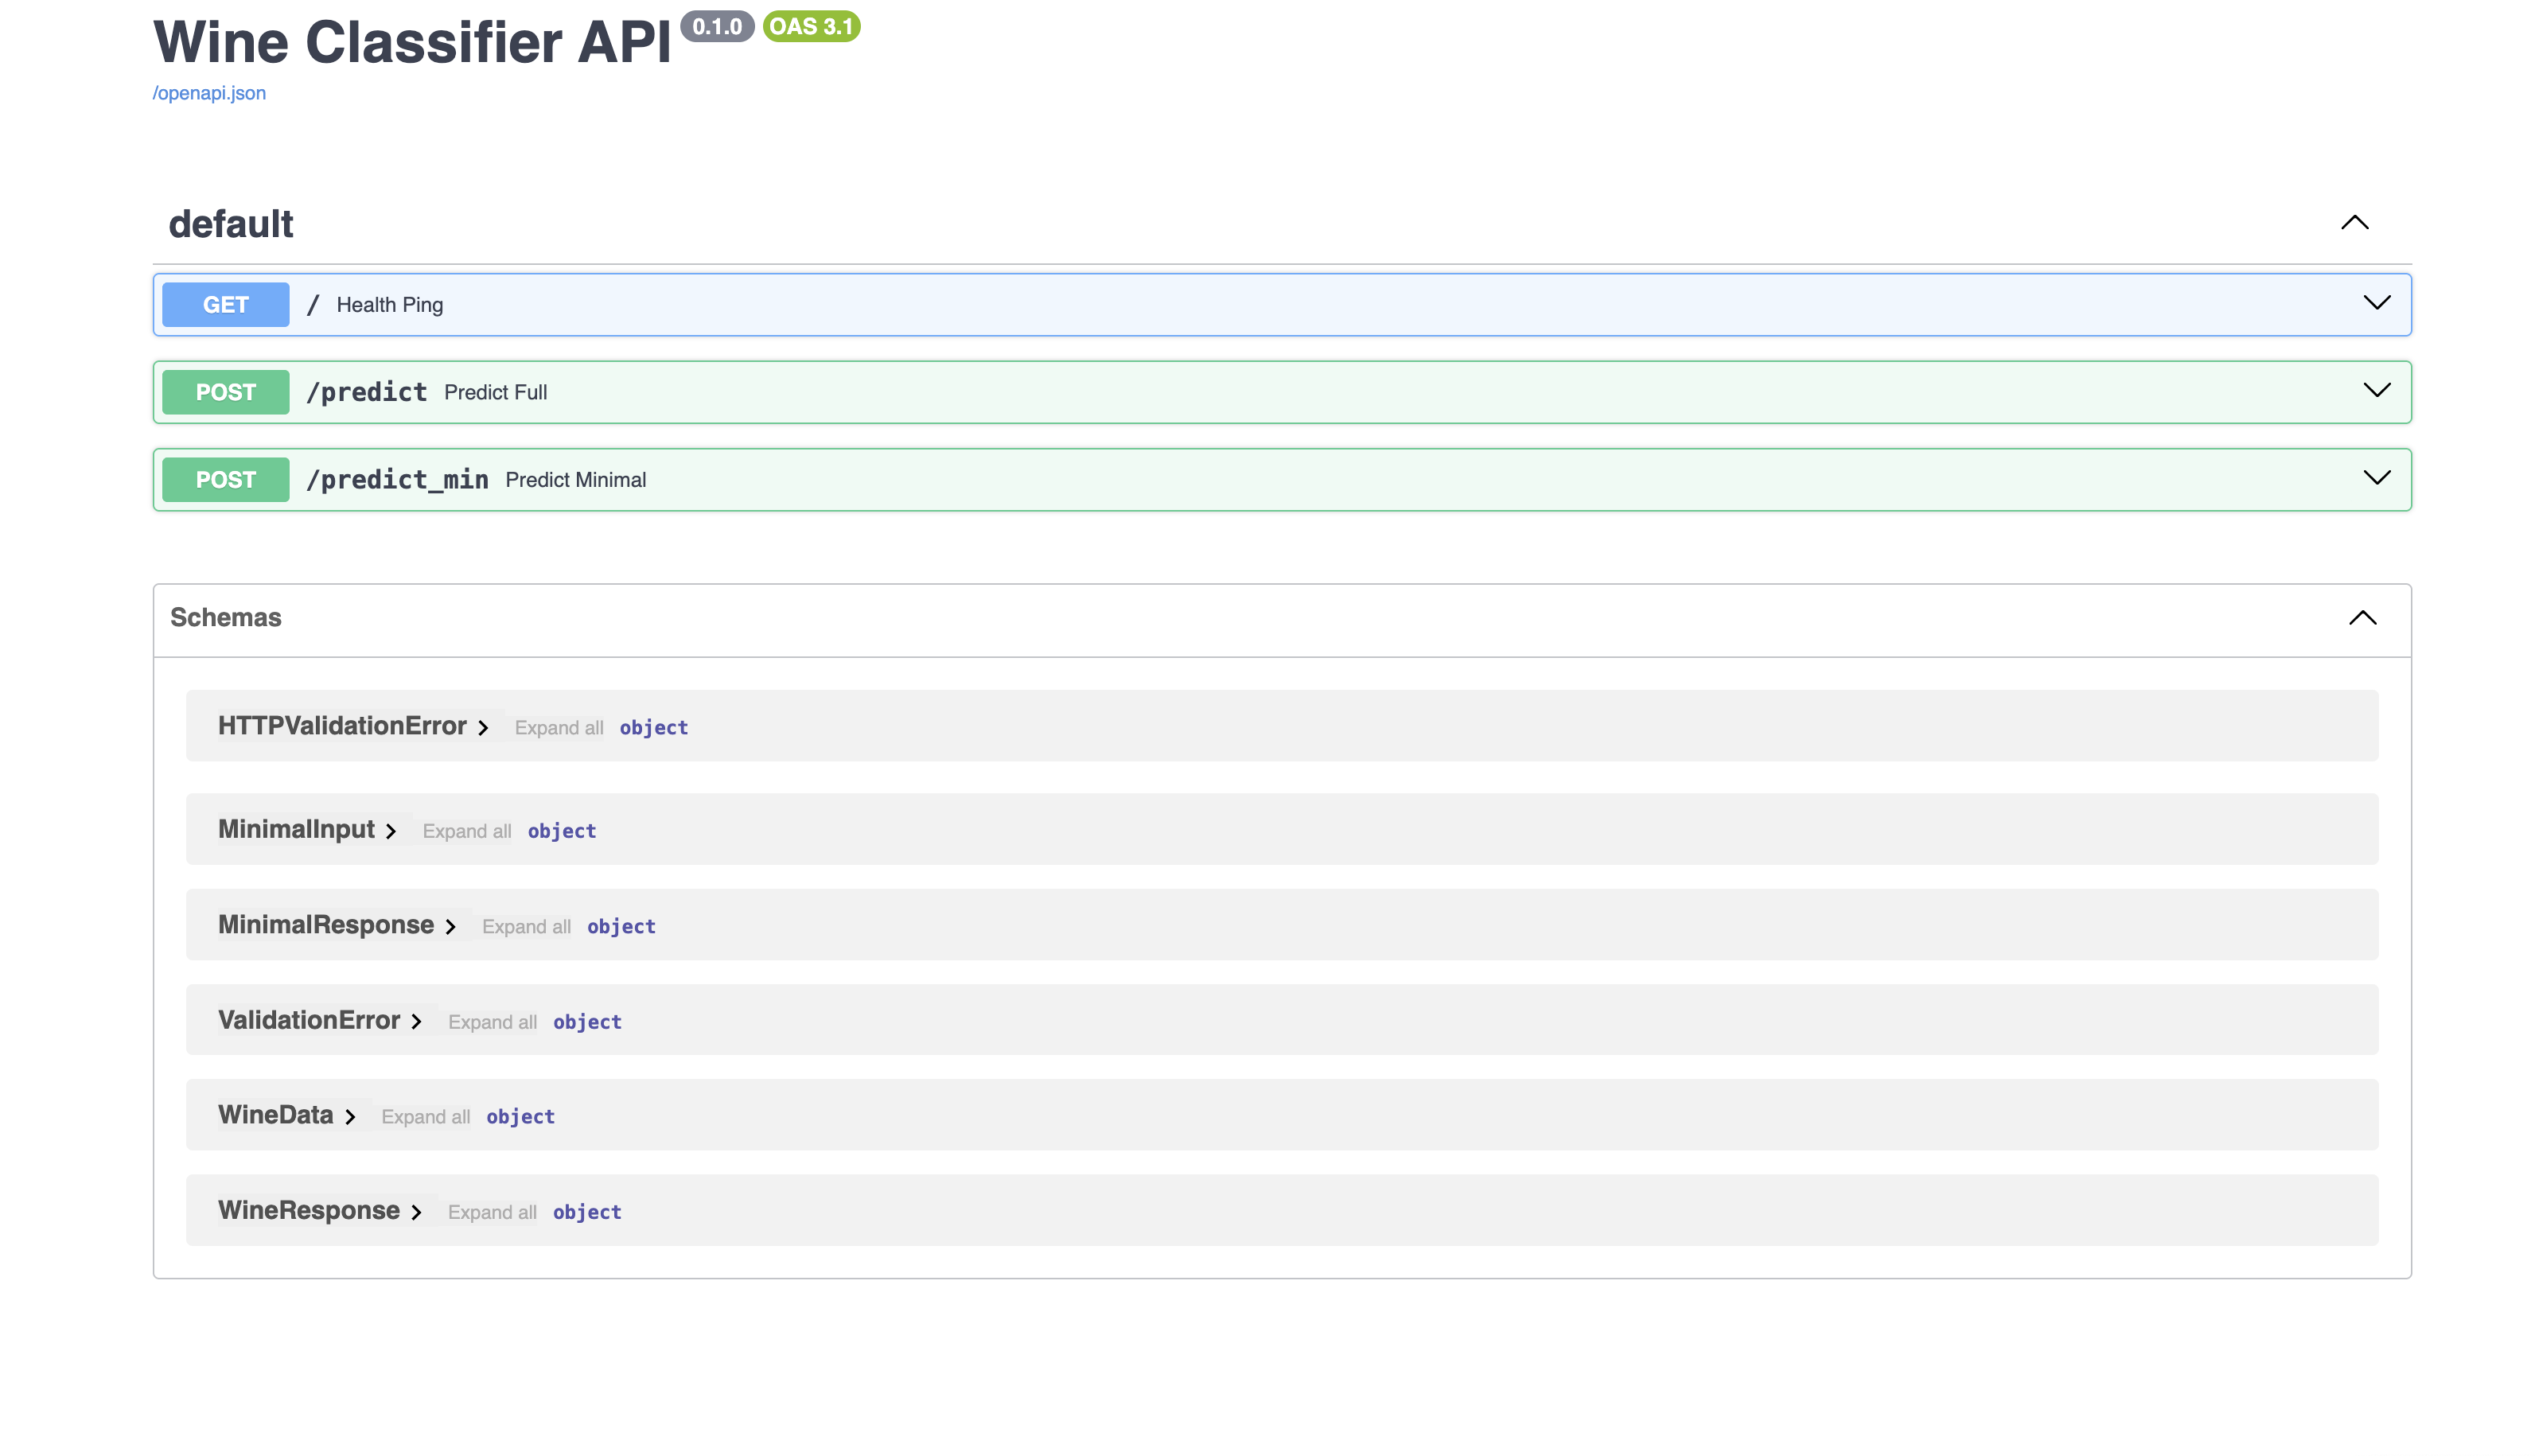 Wine Classifier API 0.1.0 OAS 3.1
/openapi.json
default
GET / Health Ping
POST /predict Predict Full
POST /predict_min Predict Minimal
Schemas
HTTPValidationError Expand all object
MinimalInput Expand all object
MinimalResponse Expand all object
ValidationError Expand all object
WineData Expand all object
WineResponse Expand all object